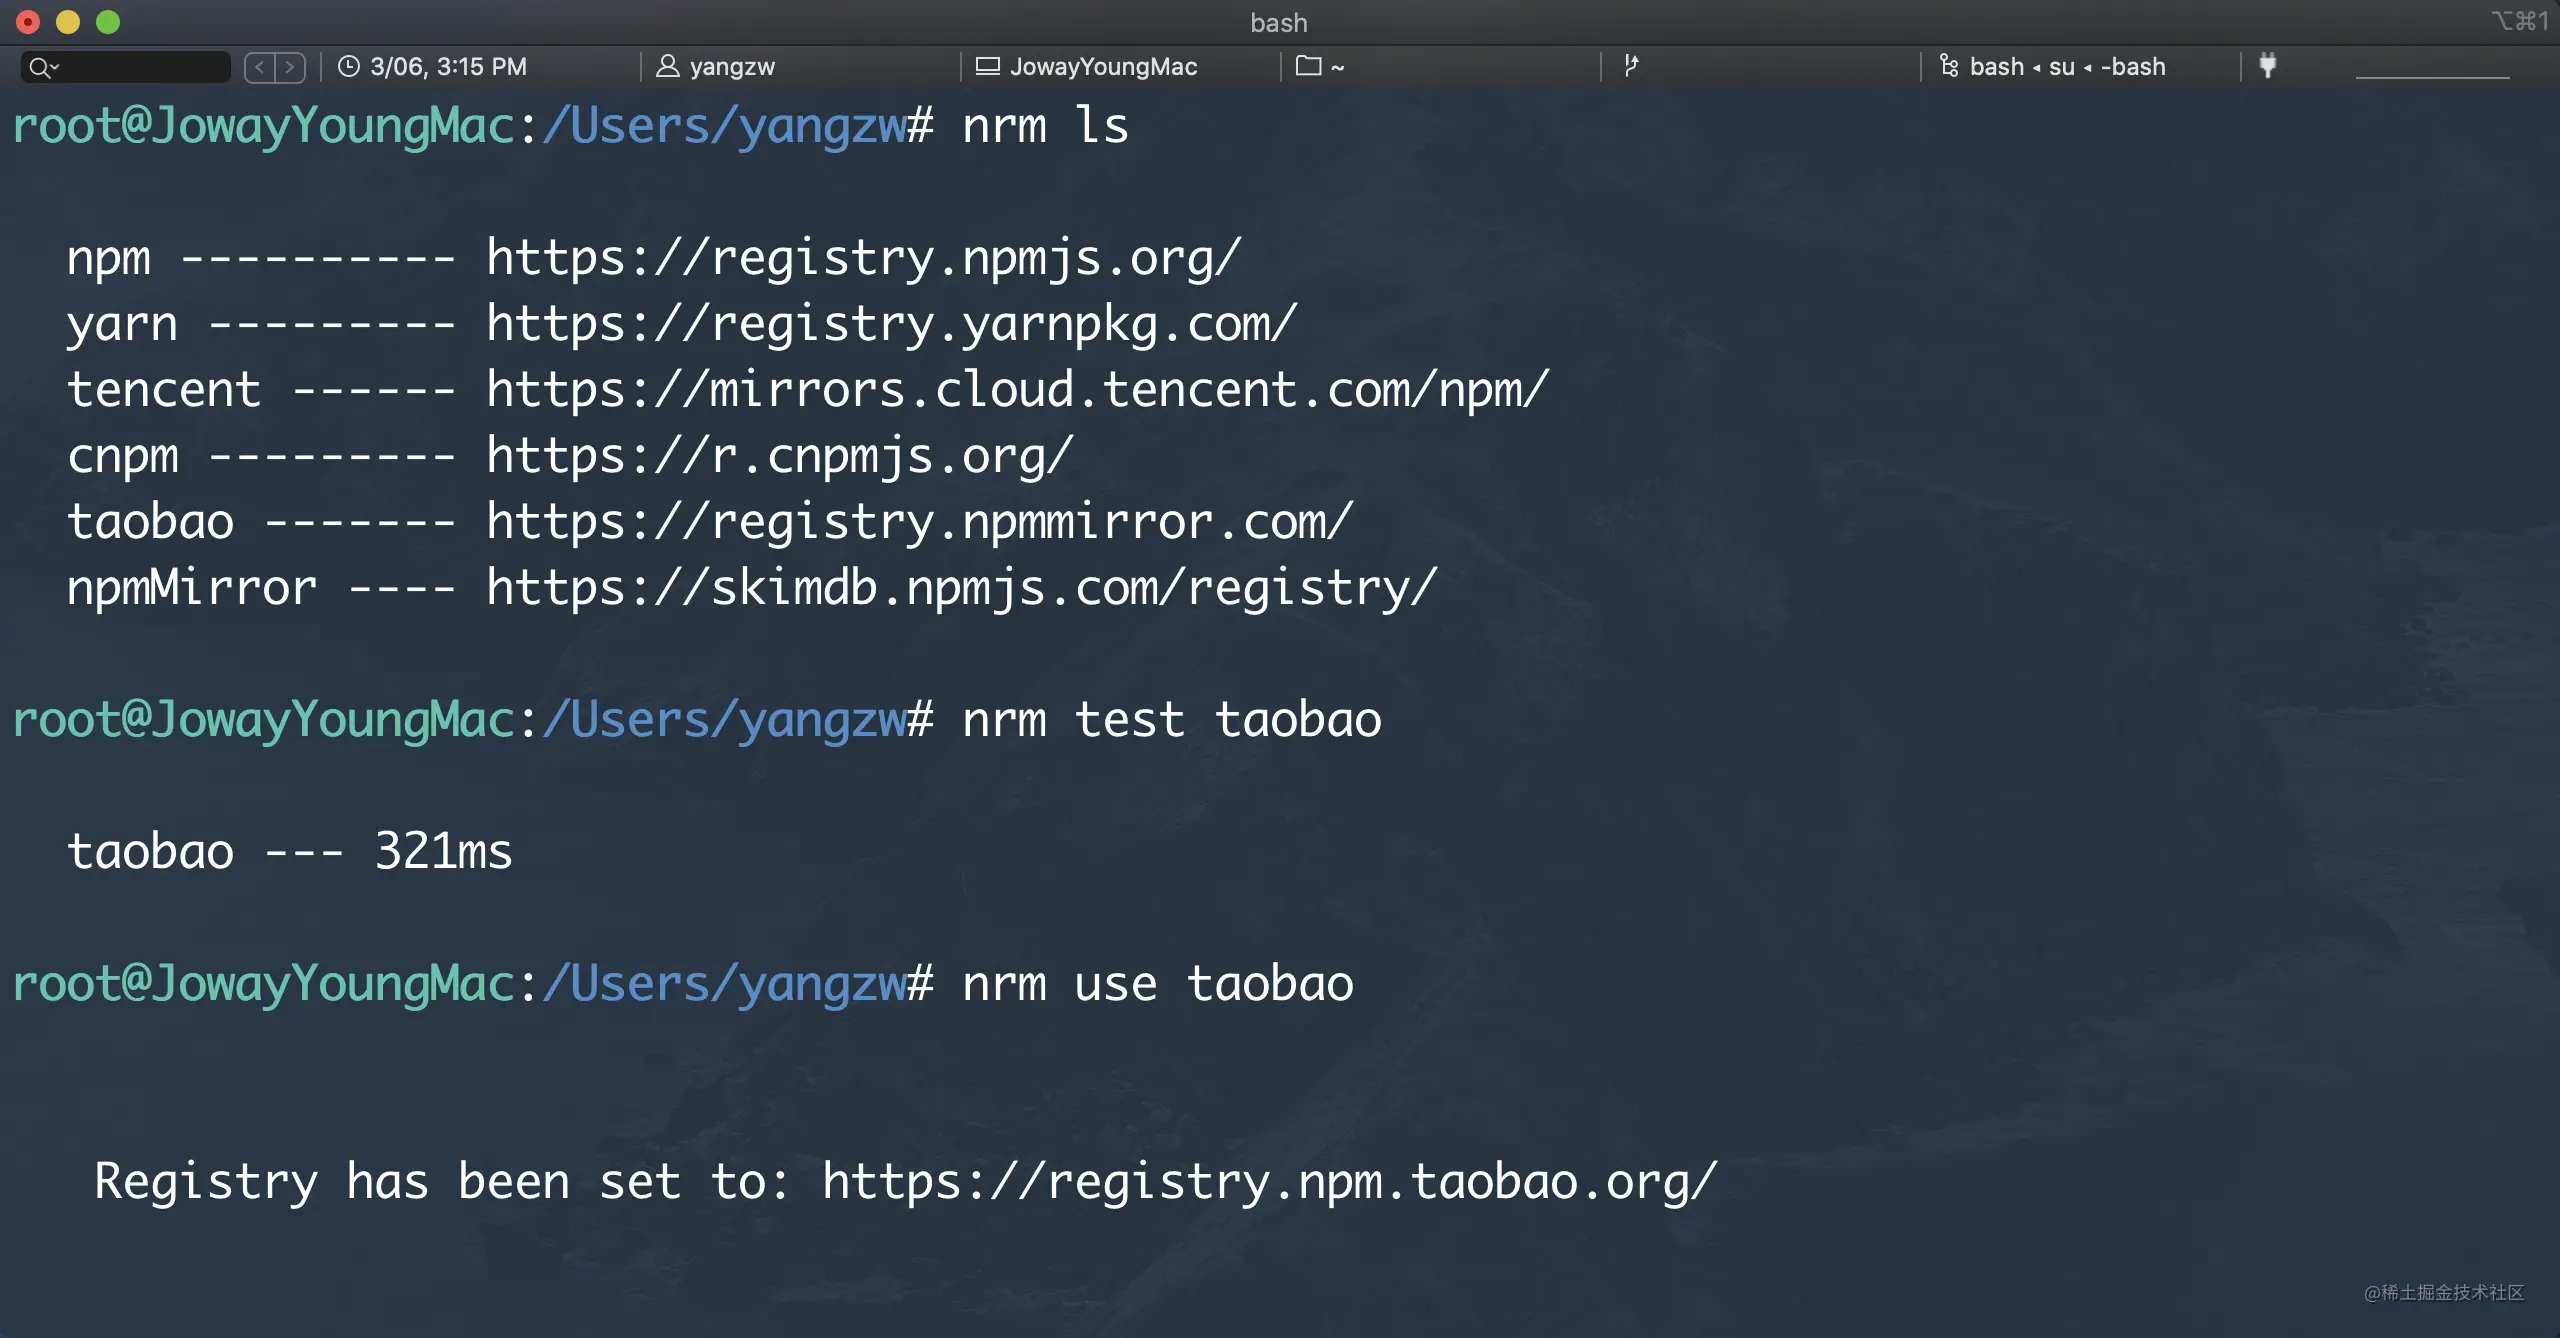 bash
⌥⌘1
3/06, 3:15 PM yangzw JowayYoungMac ~ bash ◂ su ◂ -bash
root@JowayYoungMac:/Users/yangzw# nrm ls
npm ---------- https://registry.npmjs.org/
yarn --------- https://registry.yarnpkg.com/
tencent ------ https://mirrors.cloud.tencent.com/npm/
cnpm --------- https://r.cnpmjs.org/
taobao ------- https://registry.npmmirror.com/
npmMirror ---- https://skimdb.npmjs.com/registry/
root@JowayYoungMac:/Users/yangzw# nrm test taobao
taobao --- 321ms
root@JowayYoungMac:/Users/yangzw# nrm use taobao
Registry has been set to: https://registry.npm.taobao.org/
@稀土掘金技术社区